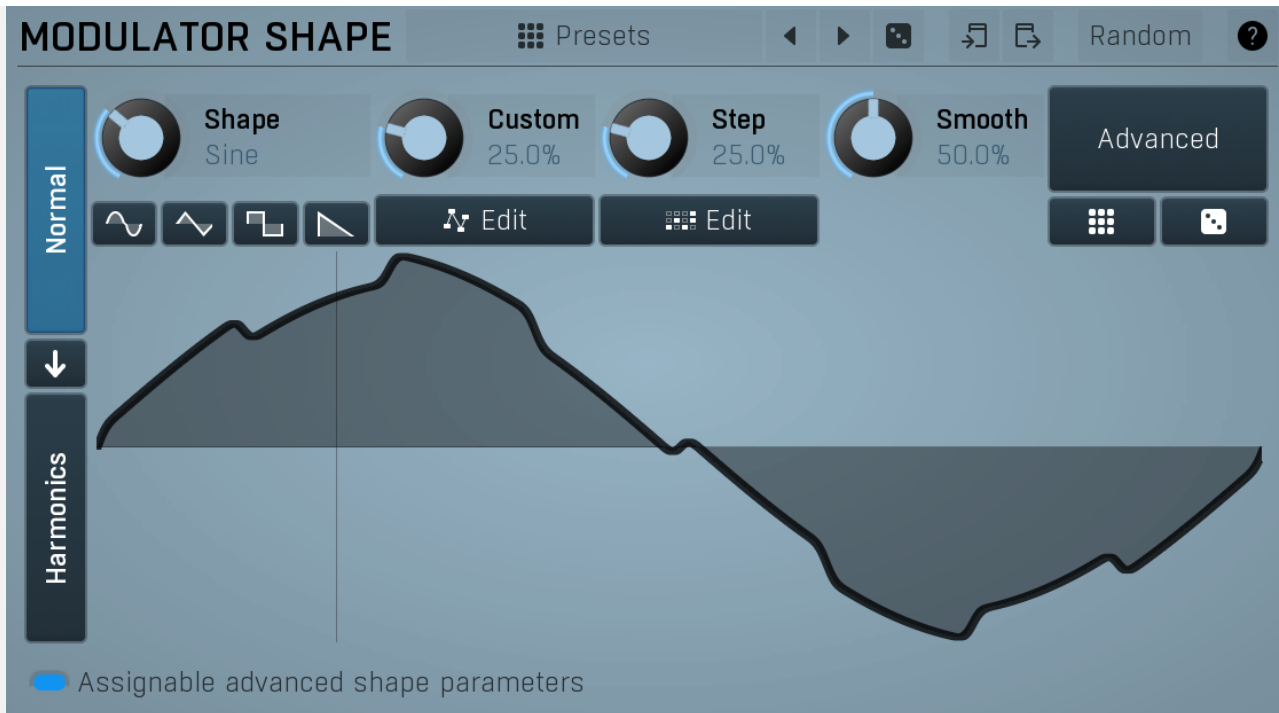 MODULATOR SHAPE
Presets
Random
?
Shape
Sine
Custom
25.0%
Step
25.0%
Smooth
50.0%
Advanced
Normal
Edit
Edit
Harmonics
Assignable advanced shape parameters